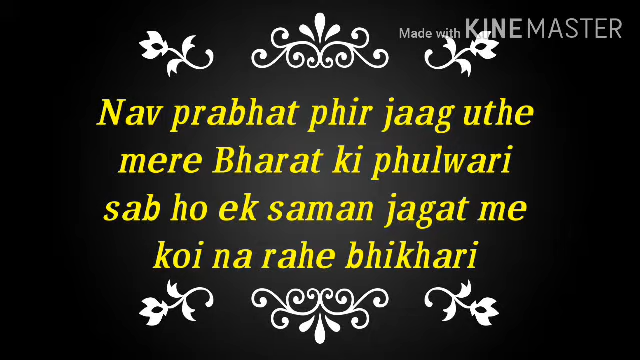 Made with KINEMASTER
Nav prabhat phir jaag uthe
mere Bharat ki phulwari
sab ho ek saman jagat me
koi na rahe bhikhari